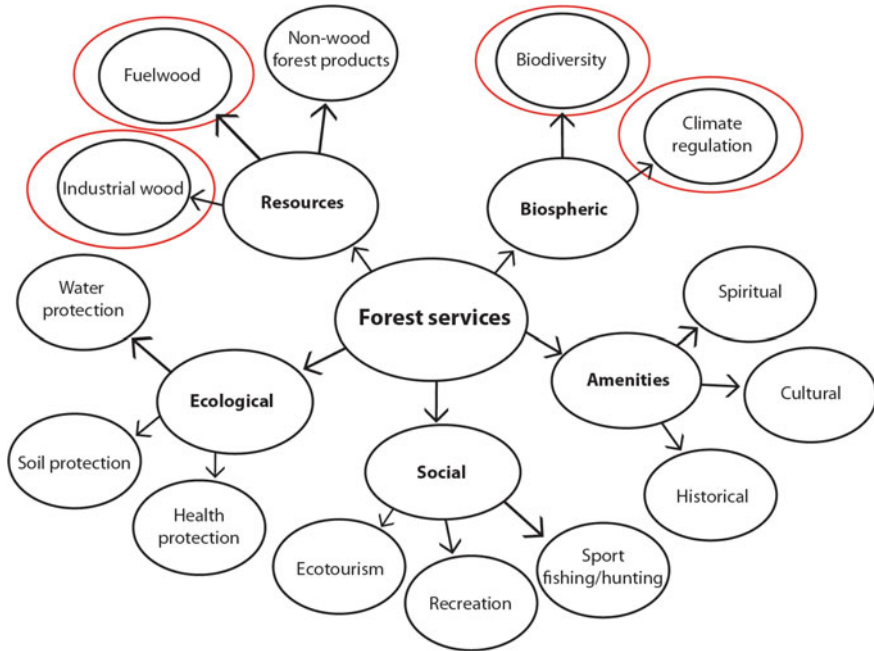 Non-wood
forest products
Fuelwood
Biodiversity
Climate
regulation
Industrial wood
Resources
Biospheric
Water
protection
Spiritual
Forest services
Ecological
Amenities
Cultural
Soil protection
Social
Historical
Health
protection
Ecotourism
Sport
fishing/hunting
Recreation